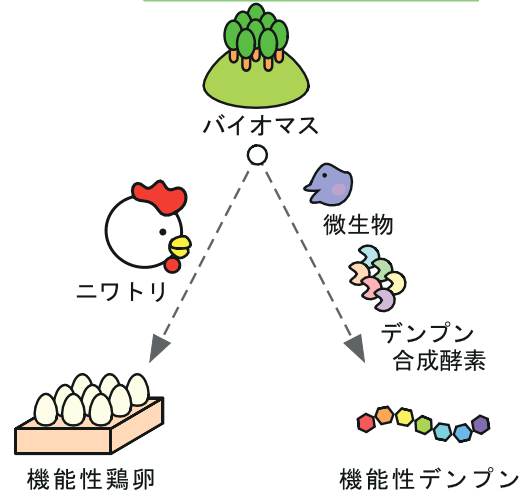 バイオマス
微生物
ニワトリ
デンプン
合成酵素
機能性鶏卵
機能性デンプン